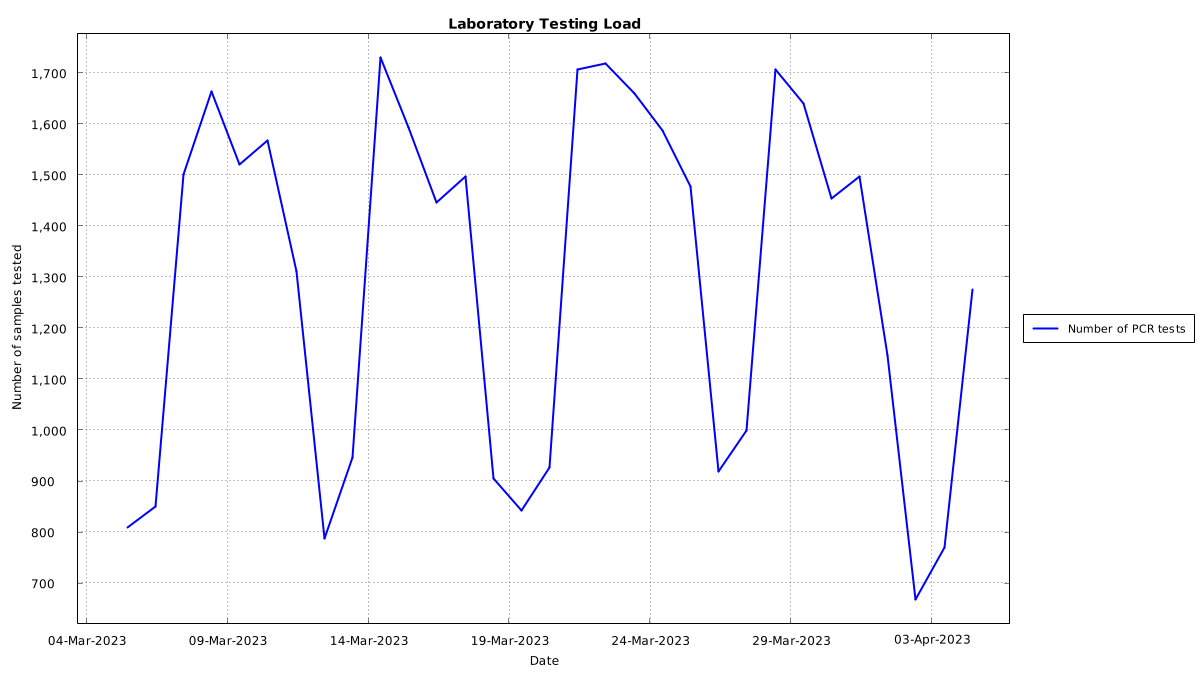 Laboratory Testing Load
1,700
1,600
1,500
1,400
1,300
1,200
1,100
1,000
900
800
700
Number of samples tested
04-Mar-2023
09-Mar-2023
14-Mar-2023
19-Mar-2023
24-Mar-2023
29-Mar-2023
03-Apr-2023
Date
Number of PCR tests